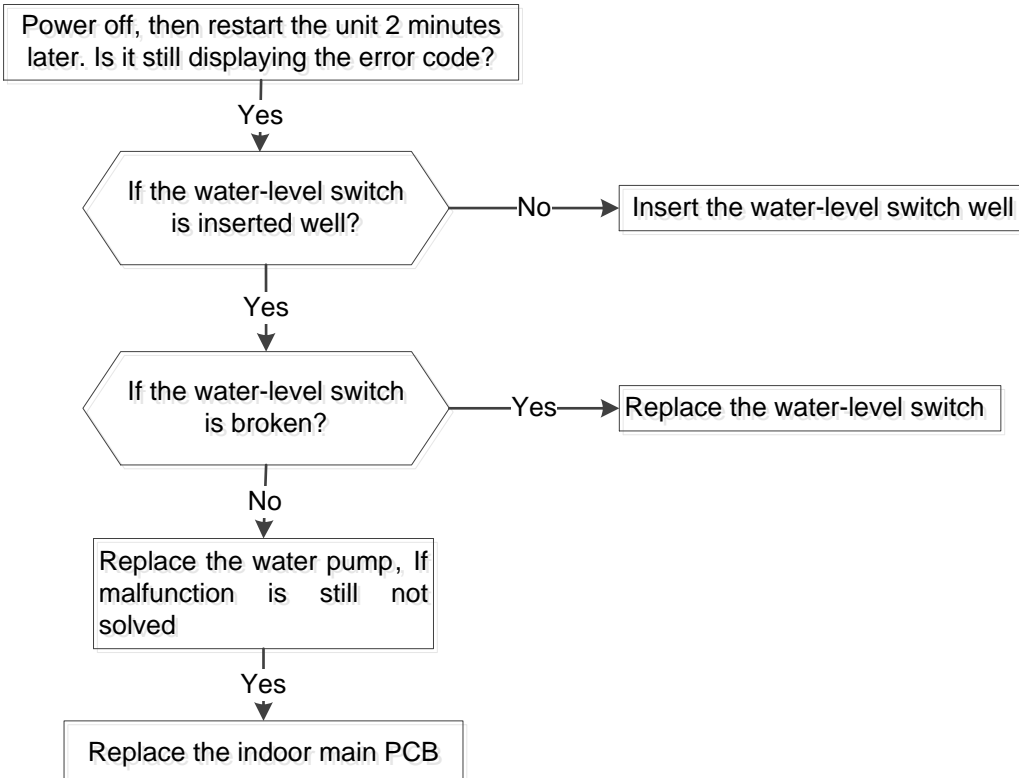 Power off, then restart the unit 2 minutes
later. Is it still displaying the error code?
Yes
If the water-level switch
is inserted well?
No
Insert the water-level switch well
Yes
If the water-level switch
is broken?
Yes
Replace the water-level switch
No
Replace the water pump, If
malfunction is still not
solved
Yes
Replace the indoor main PCB